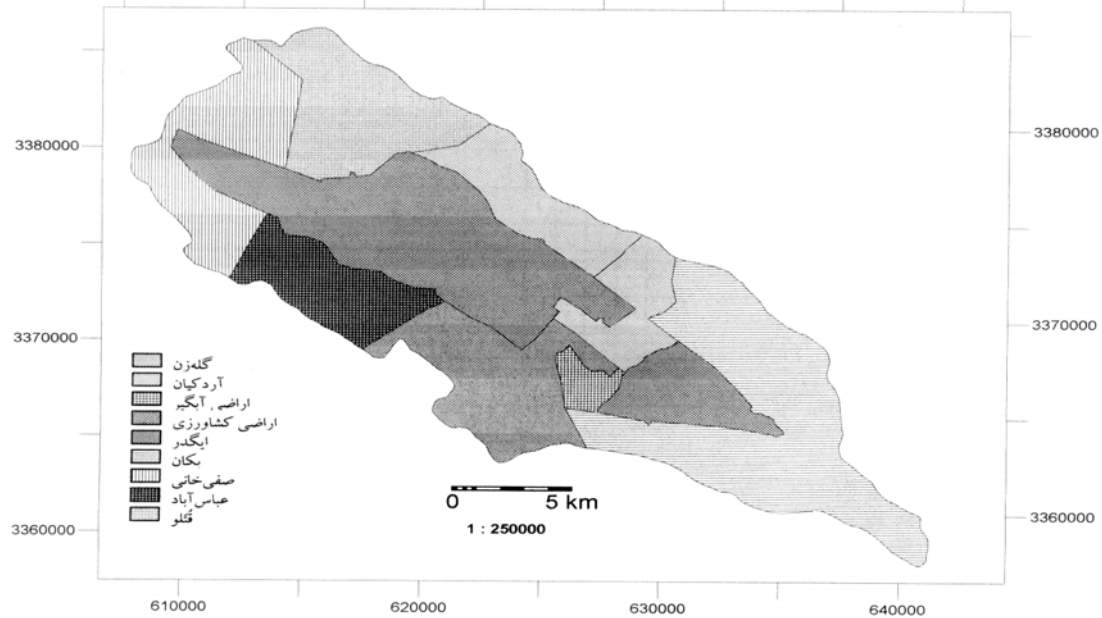 3380000
3380000
3370000
3370000
گله‌زن
آردکیان
اراضی آبگیر
اراضی کشاورزی
ایگدر
بکان
صفی‌خانی
عباس‌آباد
قُتلو
0 5 km
1 : 250000
3360000
3360000
610000 620000 630000 640000